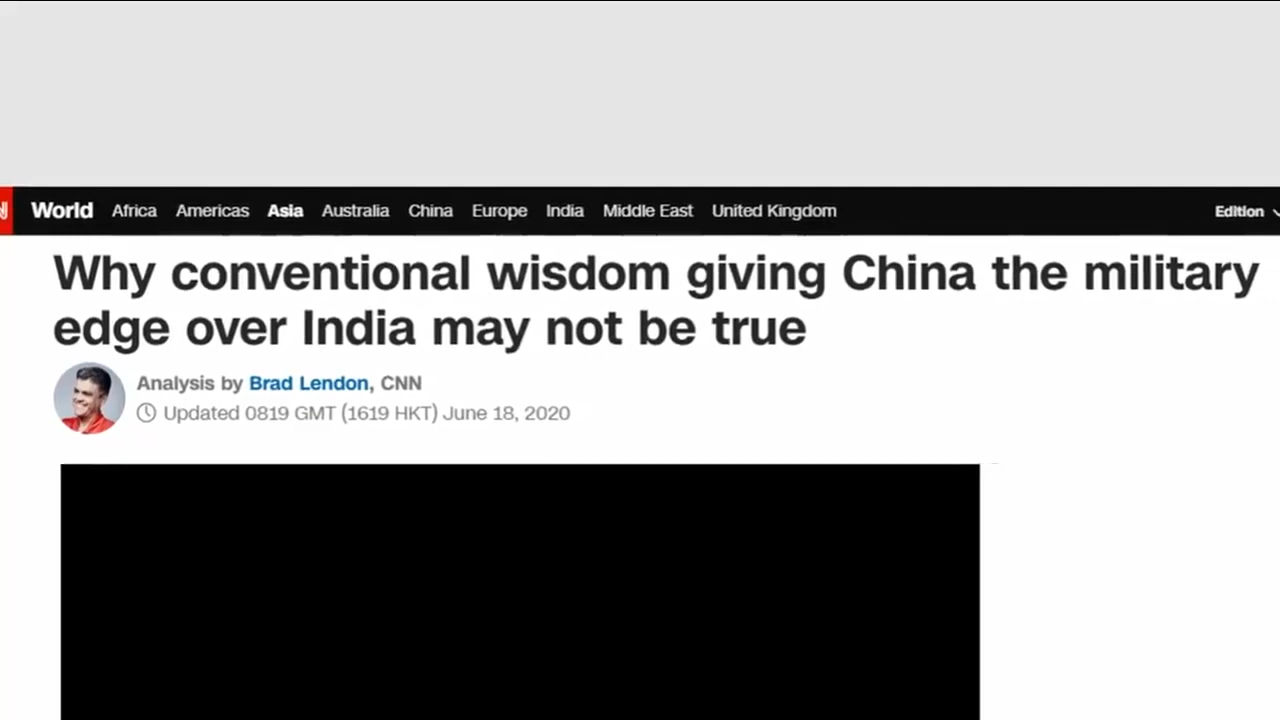 World Africa Americas Asia Australia China Europe India Middle East United Kingdom Edition
Why conventional wisdom giving China the military
edge over India may not be true
Analysis by Brad Lendon, CNN
Updated 0819 GMT (1619 HKT) June 18, 2020